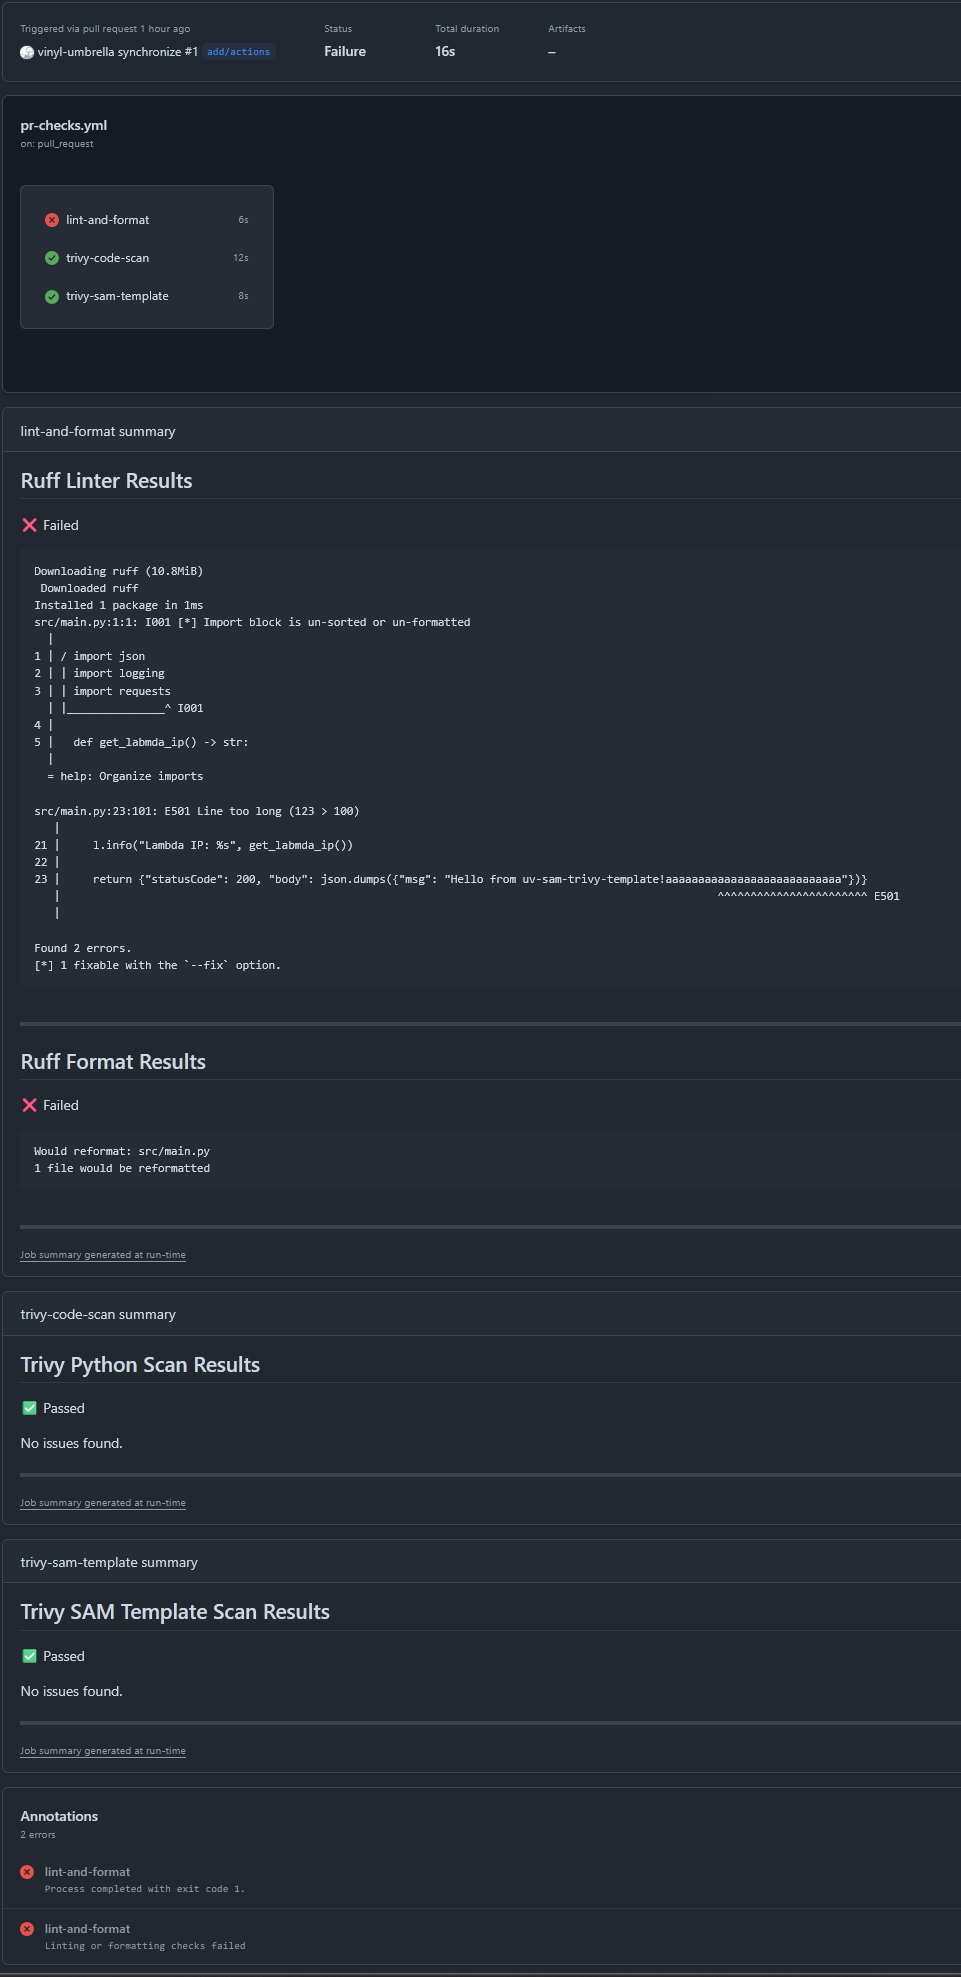 Triggered via pull request 1 hour ago
Status
Total duration
Artifacts
vinyl-umbrella synchronize #1 add/actions
Failure
16s
–
pr-checks.yml
on: pull_request
lint-and-format 6s
trivy-code-scan 12s
trivy-sam-template 8s
lint-and-format summary
Ruff Linter Results
❌ Failed
Downloading ruff (10.8MiB)
 Downloaded ruff
Installed 1 package in 1ms
src/main.py:1:1: I001 [*] Import block is un-sorted or un-formatted
  |
1 | / import json
2 | | import logging
3 | | import requests
  | |_______________^ I001
4 |
5 |   def get_labmda_ip() -> str:
  |
  = help: Organize imports
src/main.py:23:101: E501 Line too long (123 > 100)
   |
21 |     l.info("Lambda IP: %s", get_labmda_ip())
22 |
23 |     return {"statusCode": 200, "body": json.dumps({"msg": "Hello from uv-sam-trivy-template!aaaaaaaaaaaaaaaaaaaaaaaaaaa"})}
   |                                                                                                     ^^^^^^^^^^^^^^^^^^^^^^^ E501
   |
Found 2 errors.
[*] 1 fixable with the `--fix` option.
Ruff Format Results
❌ Failed
Would reformat: src/main.py
1 file would be reformatted
Job summary generated at run-time
trivy-code-scan summary
Trivy Python Scan Results
✅ Passed
No issues found.
Job summary generated at run-time
trivy-sam-template summary
Trivy SAM Template Scan Results
✅ Passed
No issues found.
Job summary generated at run-time
Annotations
2 errors
lint-and-format
Process completed with exit code 1.
lint-and-format
Linting or formatting checks failed